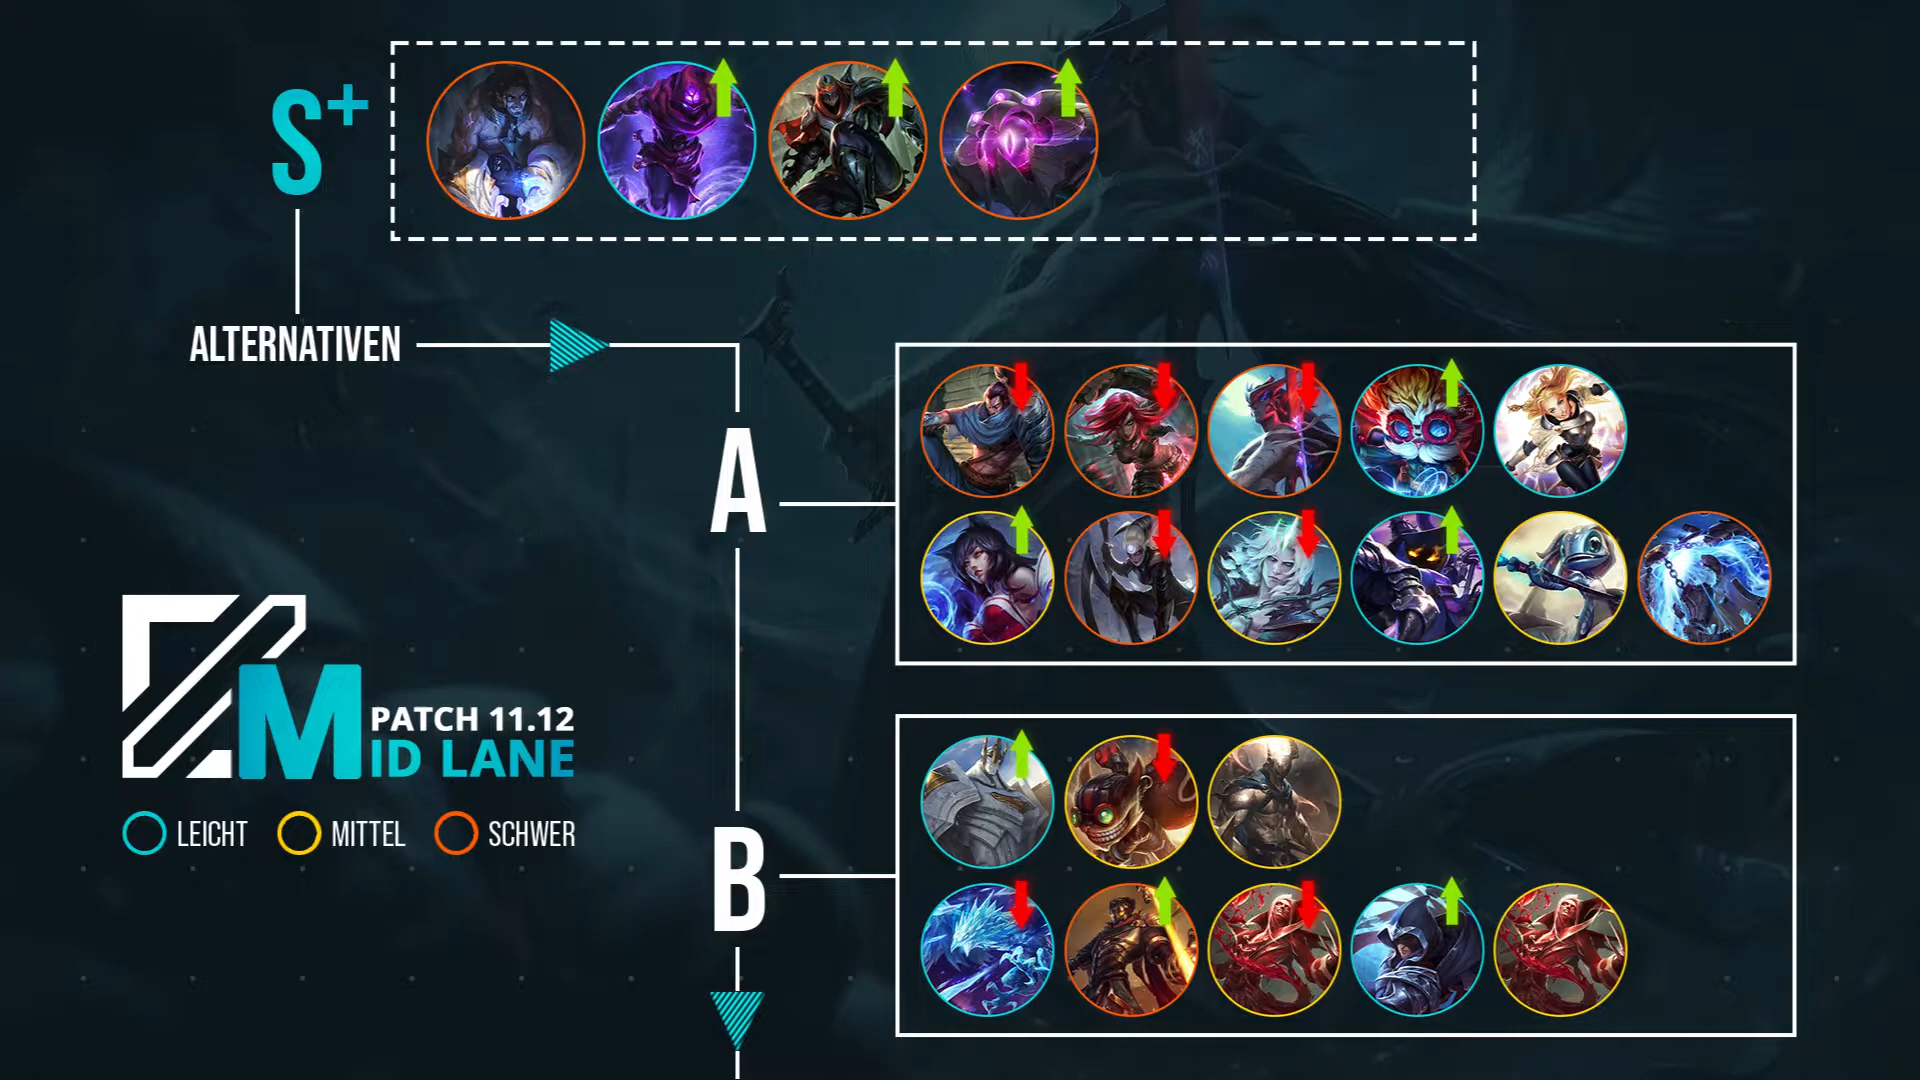 S+
ALTERNATIVEN
A
M
PATCH 11.12
MID LANE
LEICHT
MITTEL
SCHWER
B